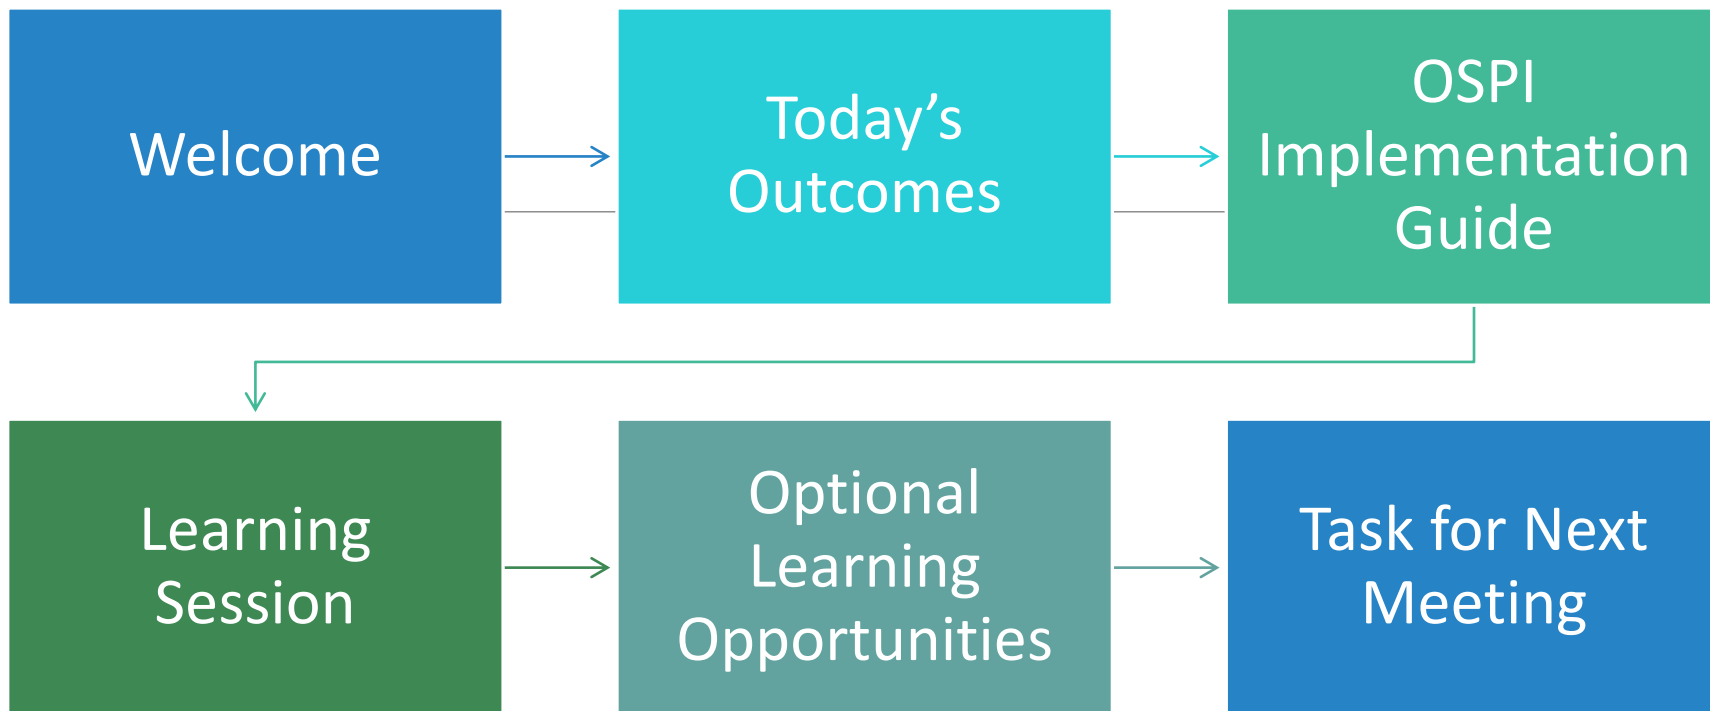 Welcome
Today’s
Outcomes
OSPI
Implementation
Guide
Learning
Session
Optional
Learning
Opportunities
Task for Next
Meeting